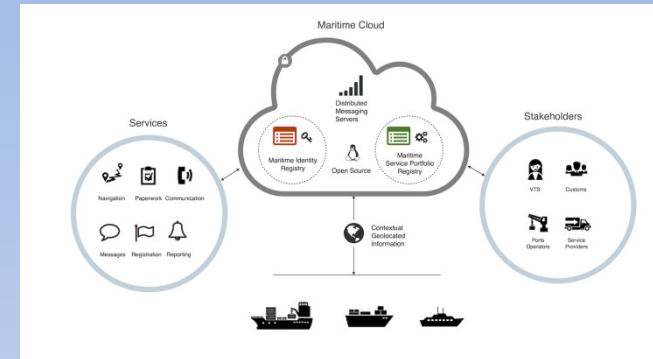 Maritime Cloud
Distributed
Messaging
Servers
Maritime Identity
Registry
Open Source
Maritime
Service Portfolio
Registry
Services
Navigation Paperwork Communication
Messages Registration Reporting
Stakeholders
VTS Customs
Ports
Operators
Service
Providers
Contextual
Geolocated
Information